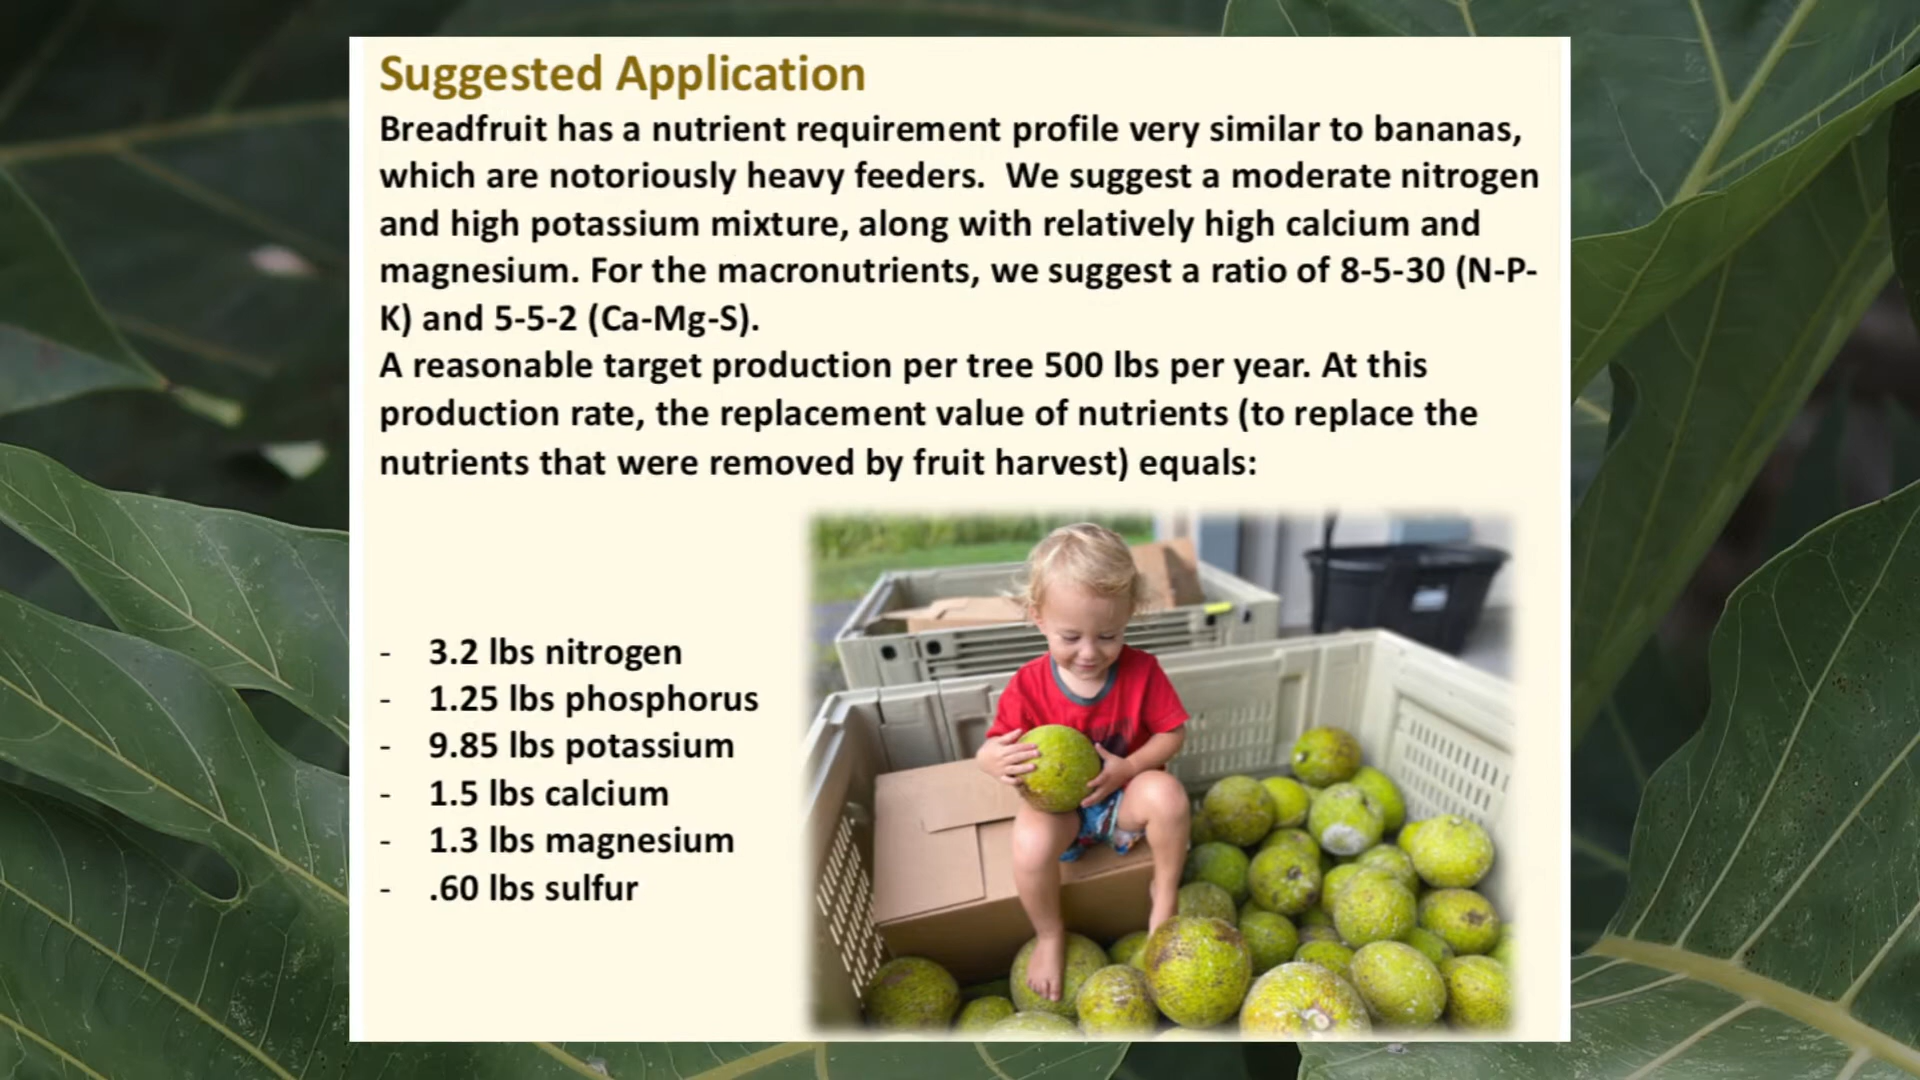 Suggested Application
Breadfruit has a nutrient requirement profile very similar to bananas,
which are notoriously heavy feeders.  We suggest a moderate nitrogen
and high potassium mixture, along with relatively high calcium and
magnesium. For the macronutrients, we suggest a ratio of 8-5-30 (N-P-
K) and 5-5-2 (Ca-Mg-S).
A reasonable target production per tree 500 lbs per year. At this
production rate, the replacement value of nutrients (to replace the
nutrients that were removed by fruit harvest) equals:
- 3.2 lbs nitrogen
- 1.25 lbs phosphorus
- 9.85 lbs potassium
- 1.5 lbs calcium
- 1.3 lbs magnesium
- .60 lbs sulfur